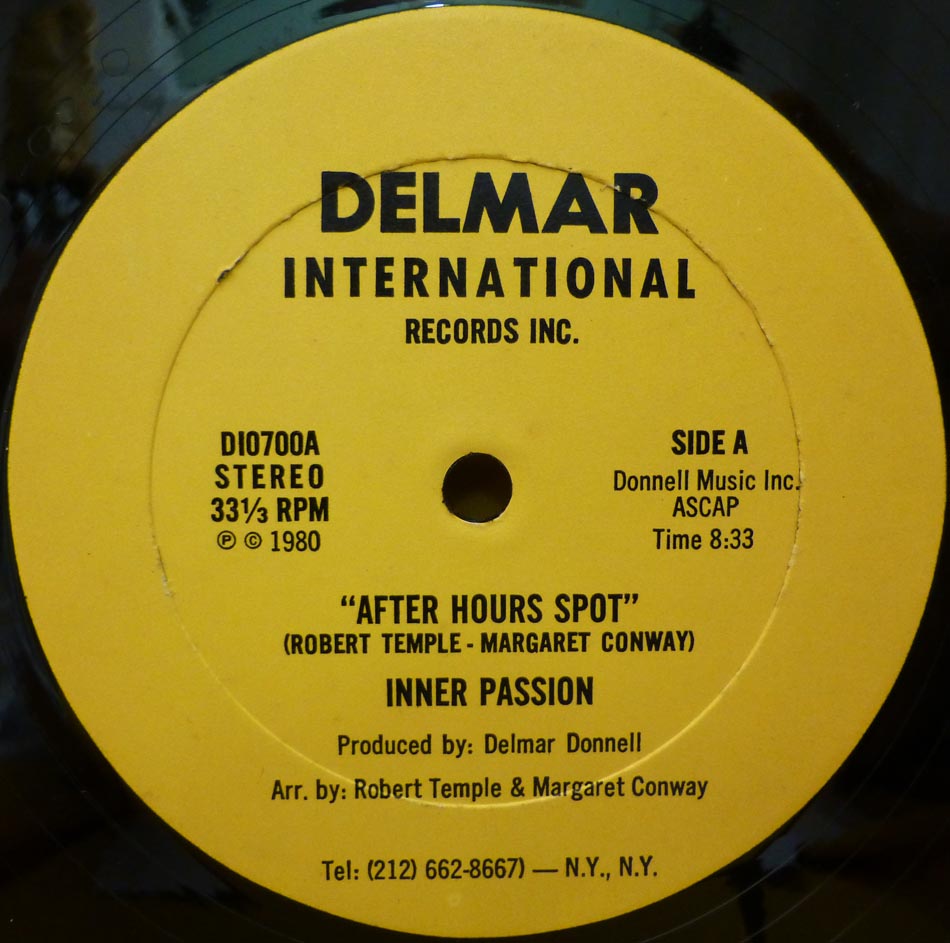 DELMAR
INTERNATIONAL
RECORDS INC.
DI0700A
STEREO
33⅓ RPM
℗ © 1980
SIDE A
Donnell Music Inc.
ASCAP
Time 8:33
“AFTER HOURS SPOT”
(ROBERT TEMPLE - MARGARET CONWAY)
INNER PASSION
Produced by: Delmar Donnell
Arr. by: Robert Temple & Margaret Conway
Tel: (212) 662-8667) — N.Y., N.Y.